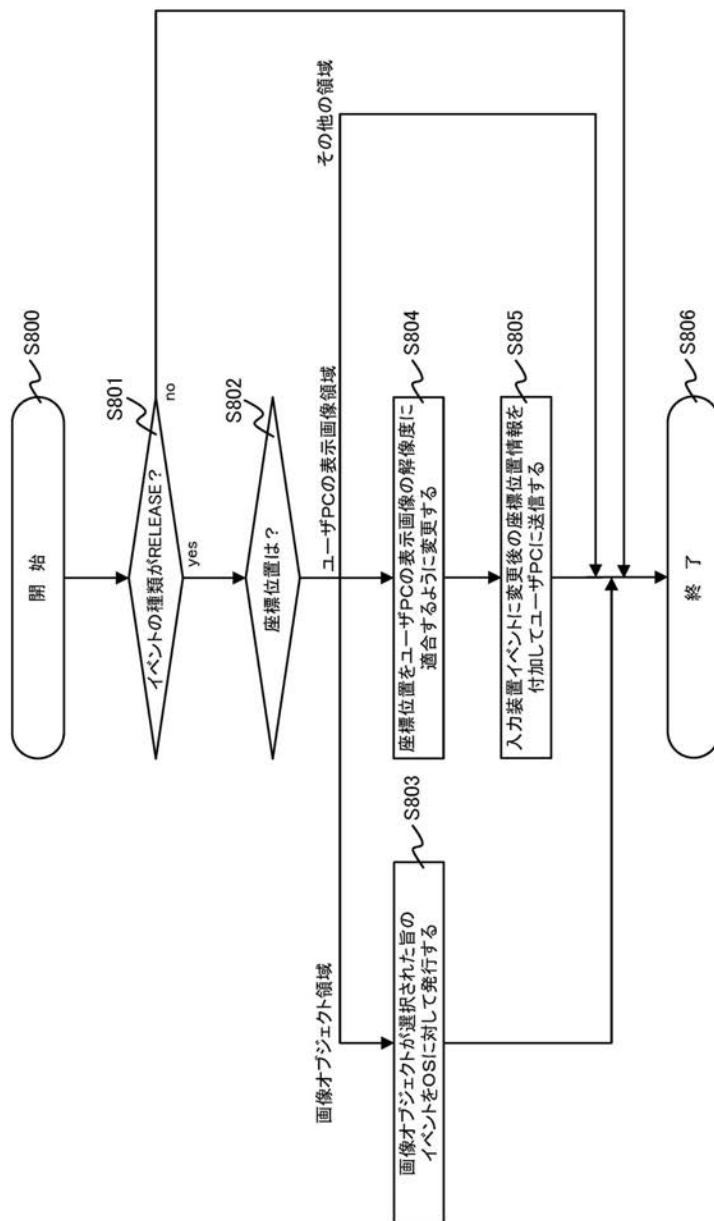 S800
開 始
S801
イベントの種類がRELEASE？
no
yes
S802
座標位置は？
画像オブジェクト領域
ユーザPCの表示画像領域
その他の領域
S803
画像オブジェクトが選択された旨の
イベントをOSに対して発行する
S804
座標位置をユーザPCの表示画像の解像度に
適合するように変更する
S805
入力装置イベントに変更後の座標位置情報を
付加してユーザPCに送信する
S806
終 了